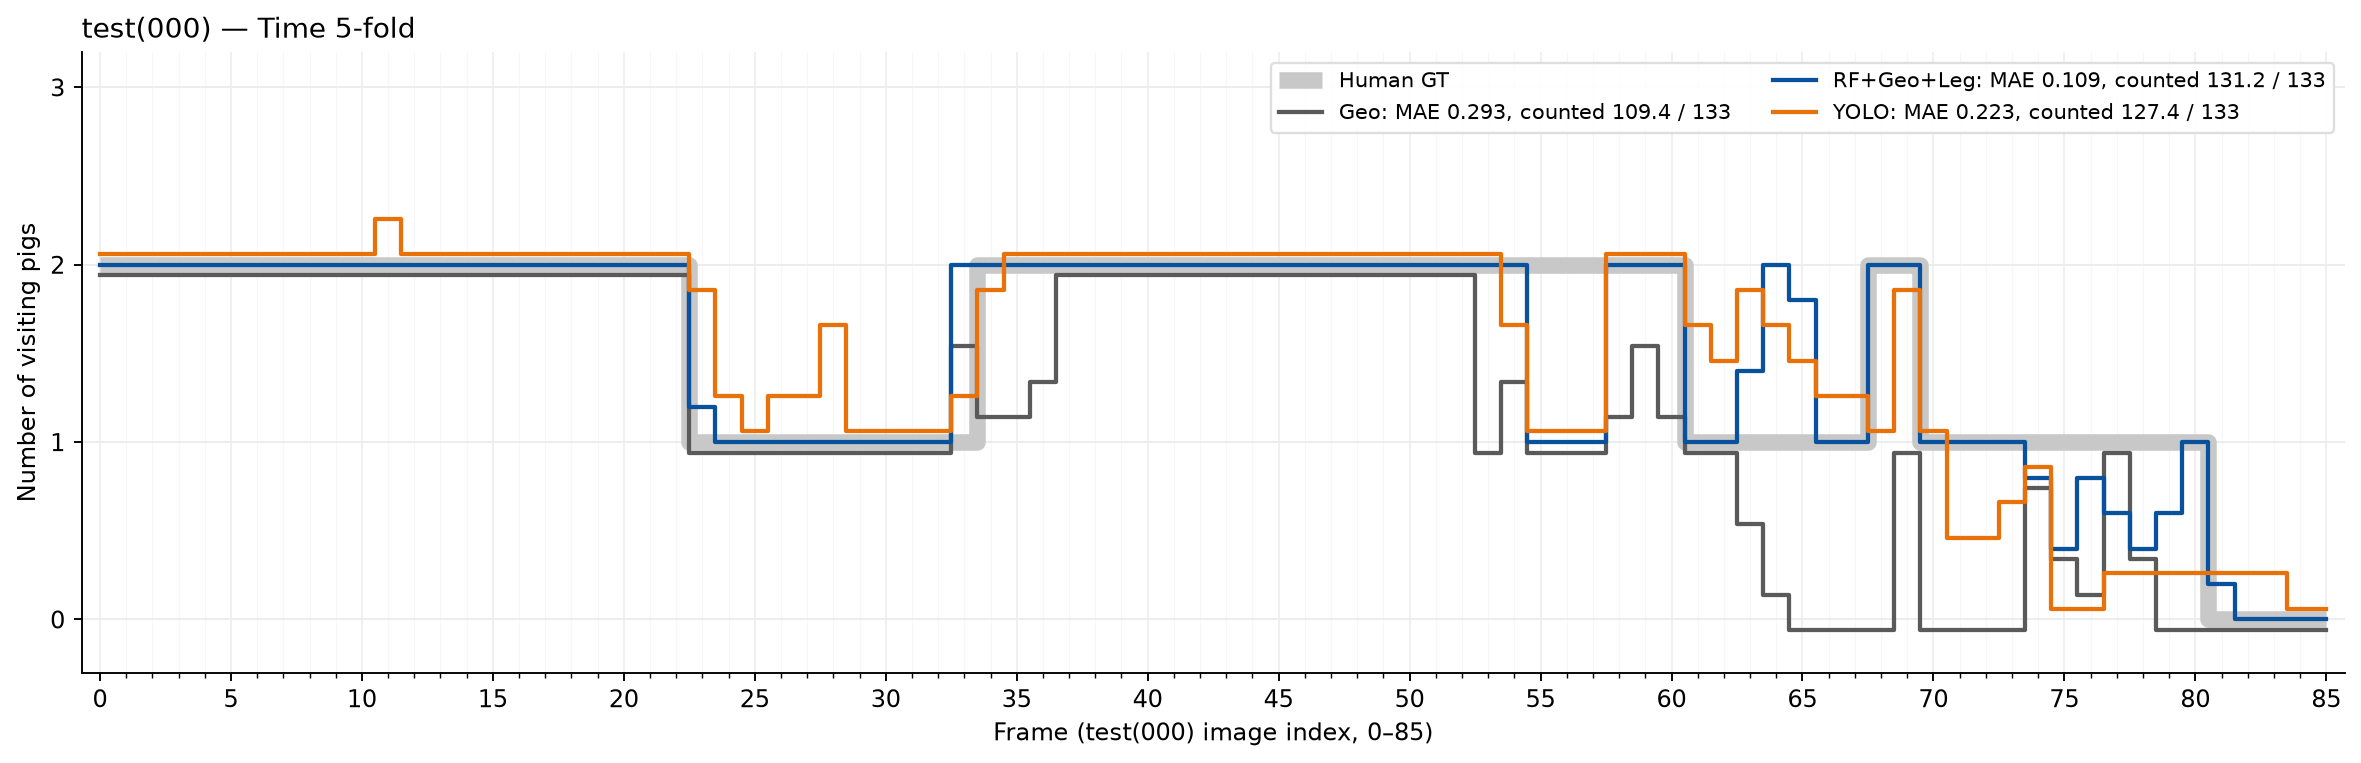 test(000) — Time 5-fold
Human GT
Geo: MAE 0.293, counted 109.4 / 133
RF+Geo+Leg: MAE 0.109, counted 131.2 / 133
YOLO: MAE 0.223, counted 127.4 / 133
Number of visiting pigs
3
2
1
0
0 5 10 15 20 25 30 35 40 45 50 55 60 65 70 75 80 85
Frame (test(000) image index, 0–85)